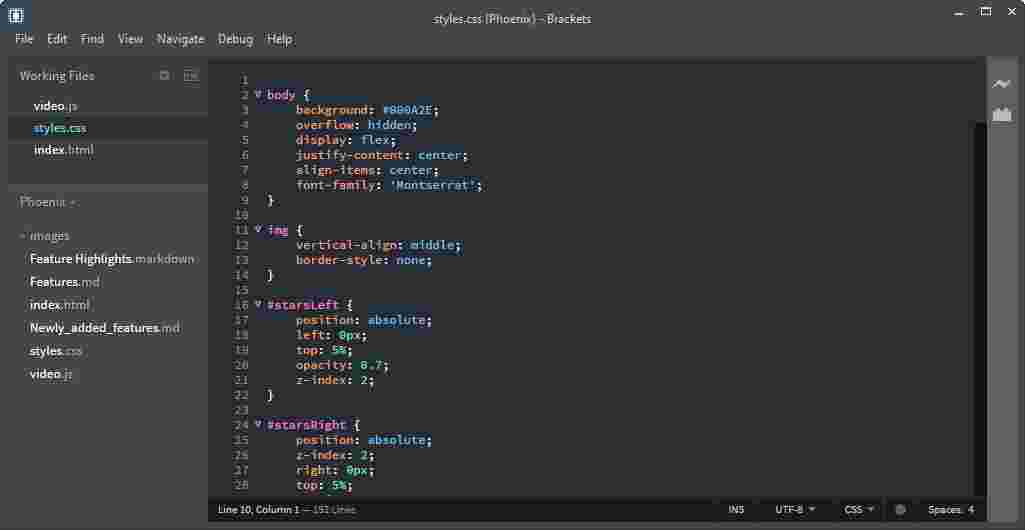 styles.css (Phoenix) - Brackets
File Edit Find View Navigate Debug Help
Working Files
video.js
styles.css
index.html
Phoenix
images
Feature Highlights.markdown
Features.md
index.html
Newly_added_features.md
styles.css
video.js
1
2 body {
3 background: #000A2E;
4 overflow: hidden;
5 display: flex;
6 justify-content: center;
7 align-items: center;
8 font-family: 'Montserrat';
9 }
10
11 img {
12 vertical-align: middle;
13 border-style: none;
14 }
15
16 #starsLeft {
17 position: absolute;
18 left: 0px;
19 top: 5%;
20 opacity: 0.7;
21 z-index: 2;
22 }
23
24 #starsRight {
25 position: absolute;
26 z-index: 2;
27 right: 0px;
28 top: 5%;
Line 10, Column 1 — 151 Lines INS UTF-8 CSS Spaces: 4